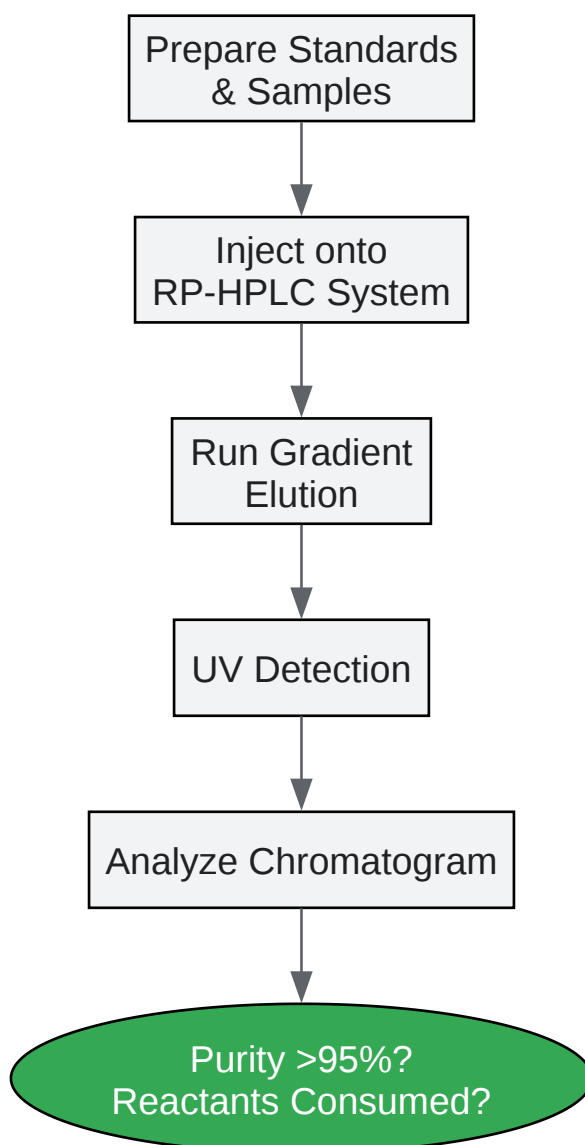 Prepare Standards
& Samples
Inject onto
RP-HPLC System
Run Gradient
Elution
UV Detection
Analyze Chromatogram
Purity >95%?
Reactants Consumed?